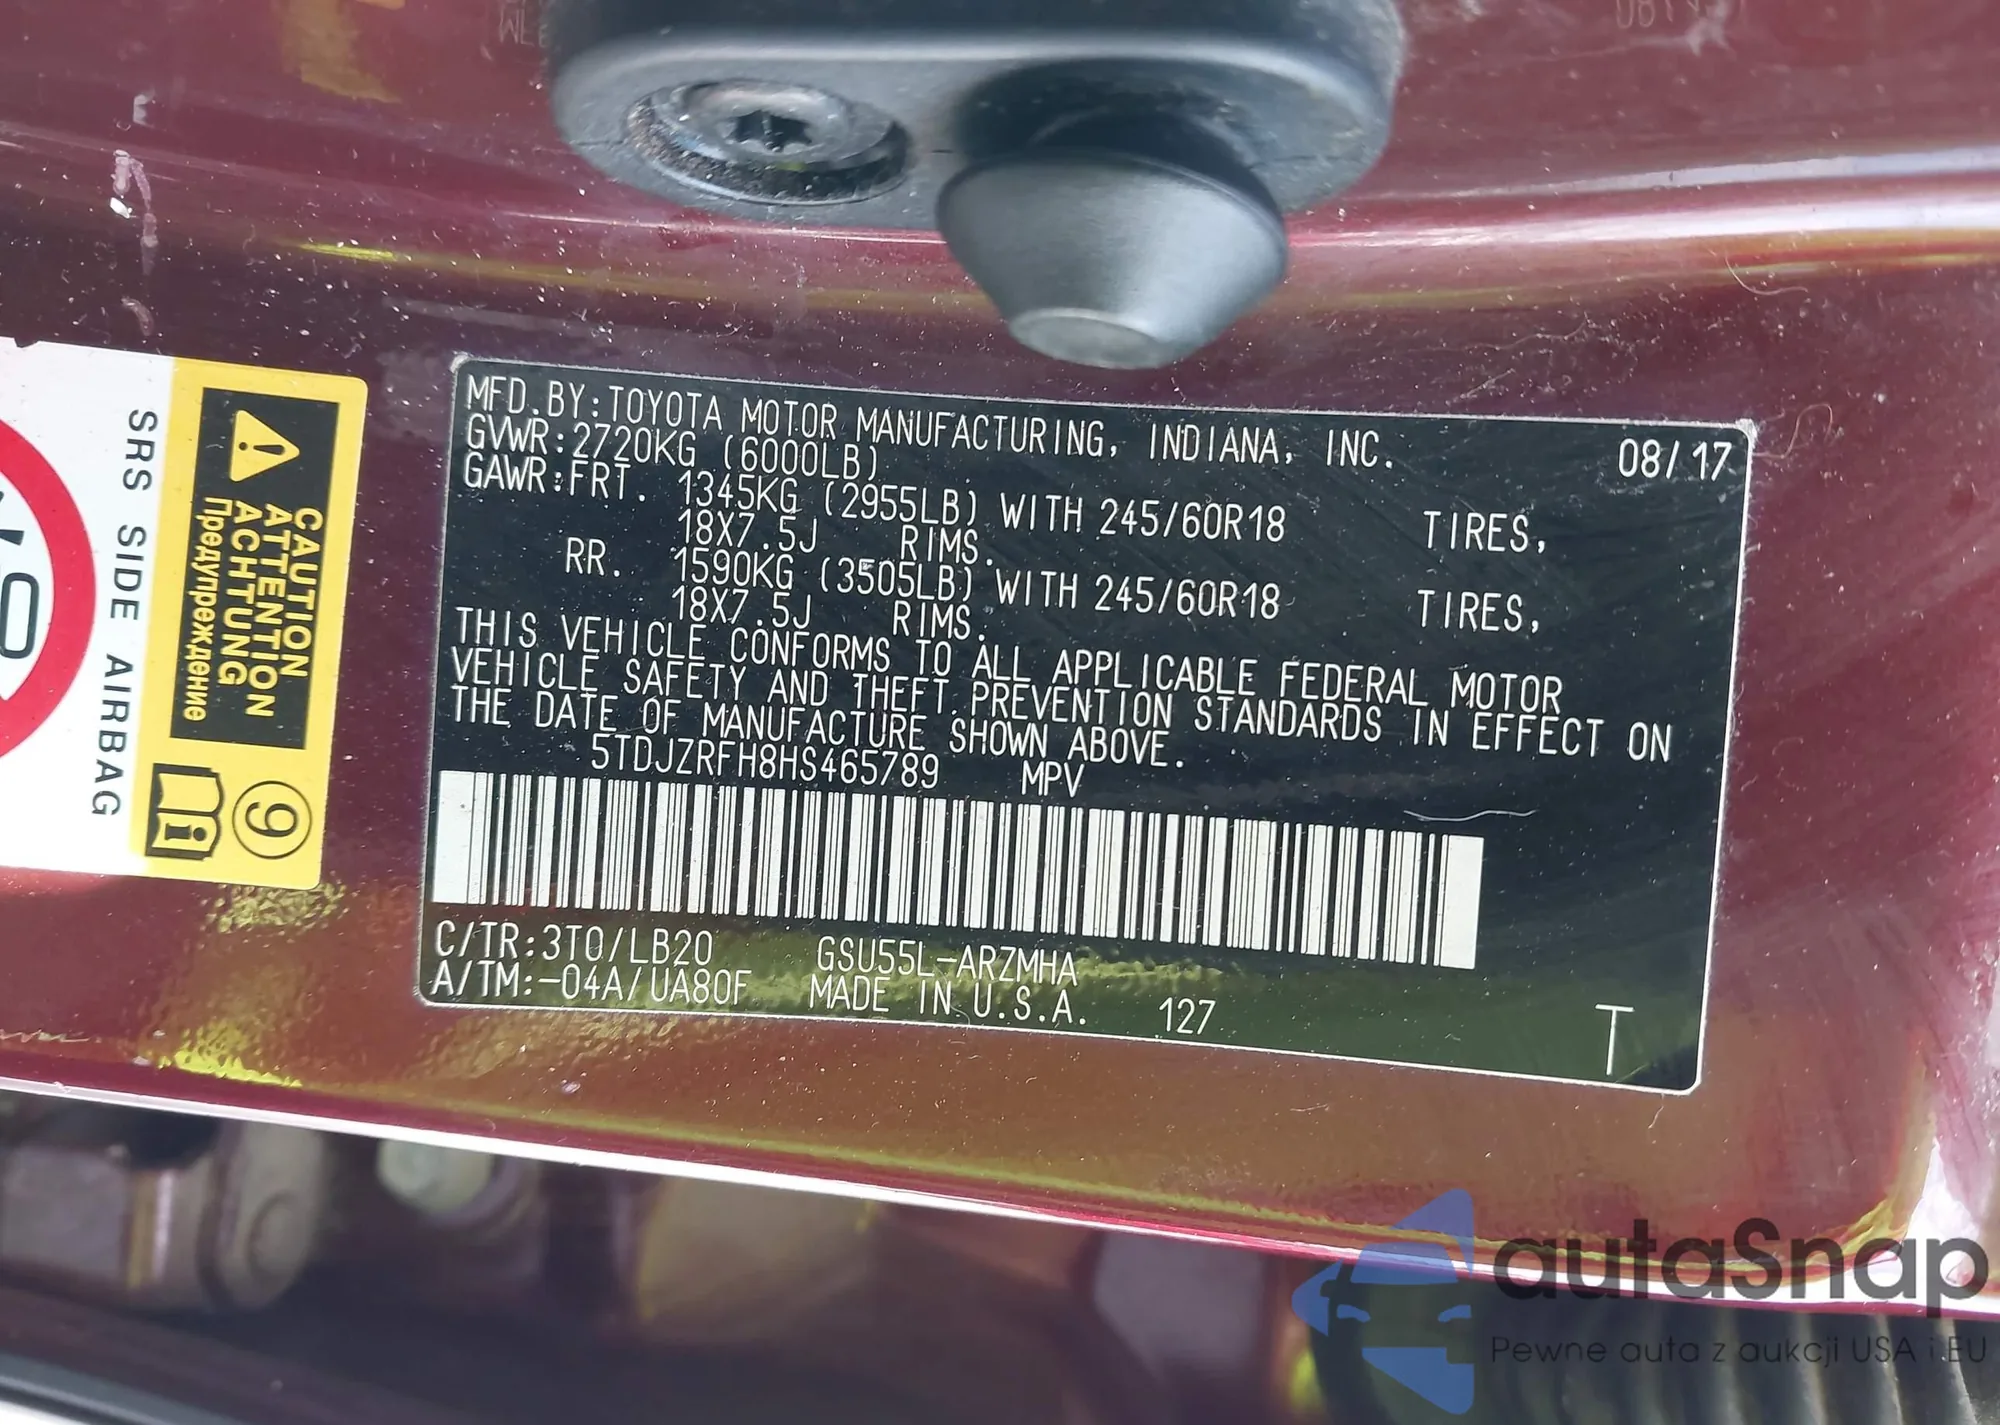 MFD.BY:TOYOTA MOTOR MANUFACTURING, INDIANA, INC. 08/17
GVWR:2720KG (6000LB)
GAWR:FRT. 1345KG (2955LB) WITH 245/60R18 TIRES,
18X7.5J RIMS.
RR. 1590KG (3505LB) WITH 245/60R18 TIRES,
18X7.5J RIMS.
THIS VEHICLE CONFORMS TO ALL APPLICABLE FEDERAL MOTOR
VEHICLE SAFETY AND THEFT PREVENTION STANDARDS IN EFFECT ON
THE DATE OF MANUFACTURE SHOWN ABOVE.
5TDJZRFH8HS465789 MPV
C/TR:3T0/LB20 GSU55L-ARZMHA
A/TM:-04A/UA80F MADE IN U.S.A. 127
T
CAUTION
ATTENTION
ACHTUNG
Предупреждение
9
SRS SIDE AIRBAG
autaSnap
Pewne auta z aukcji USA i EU